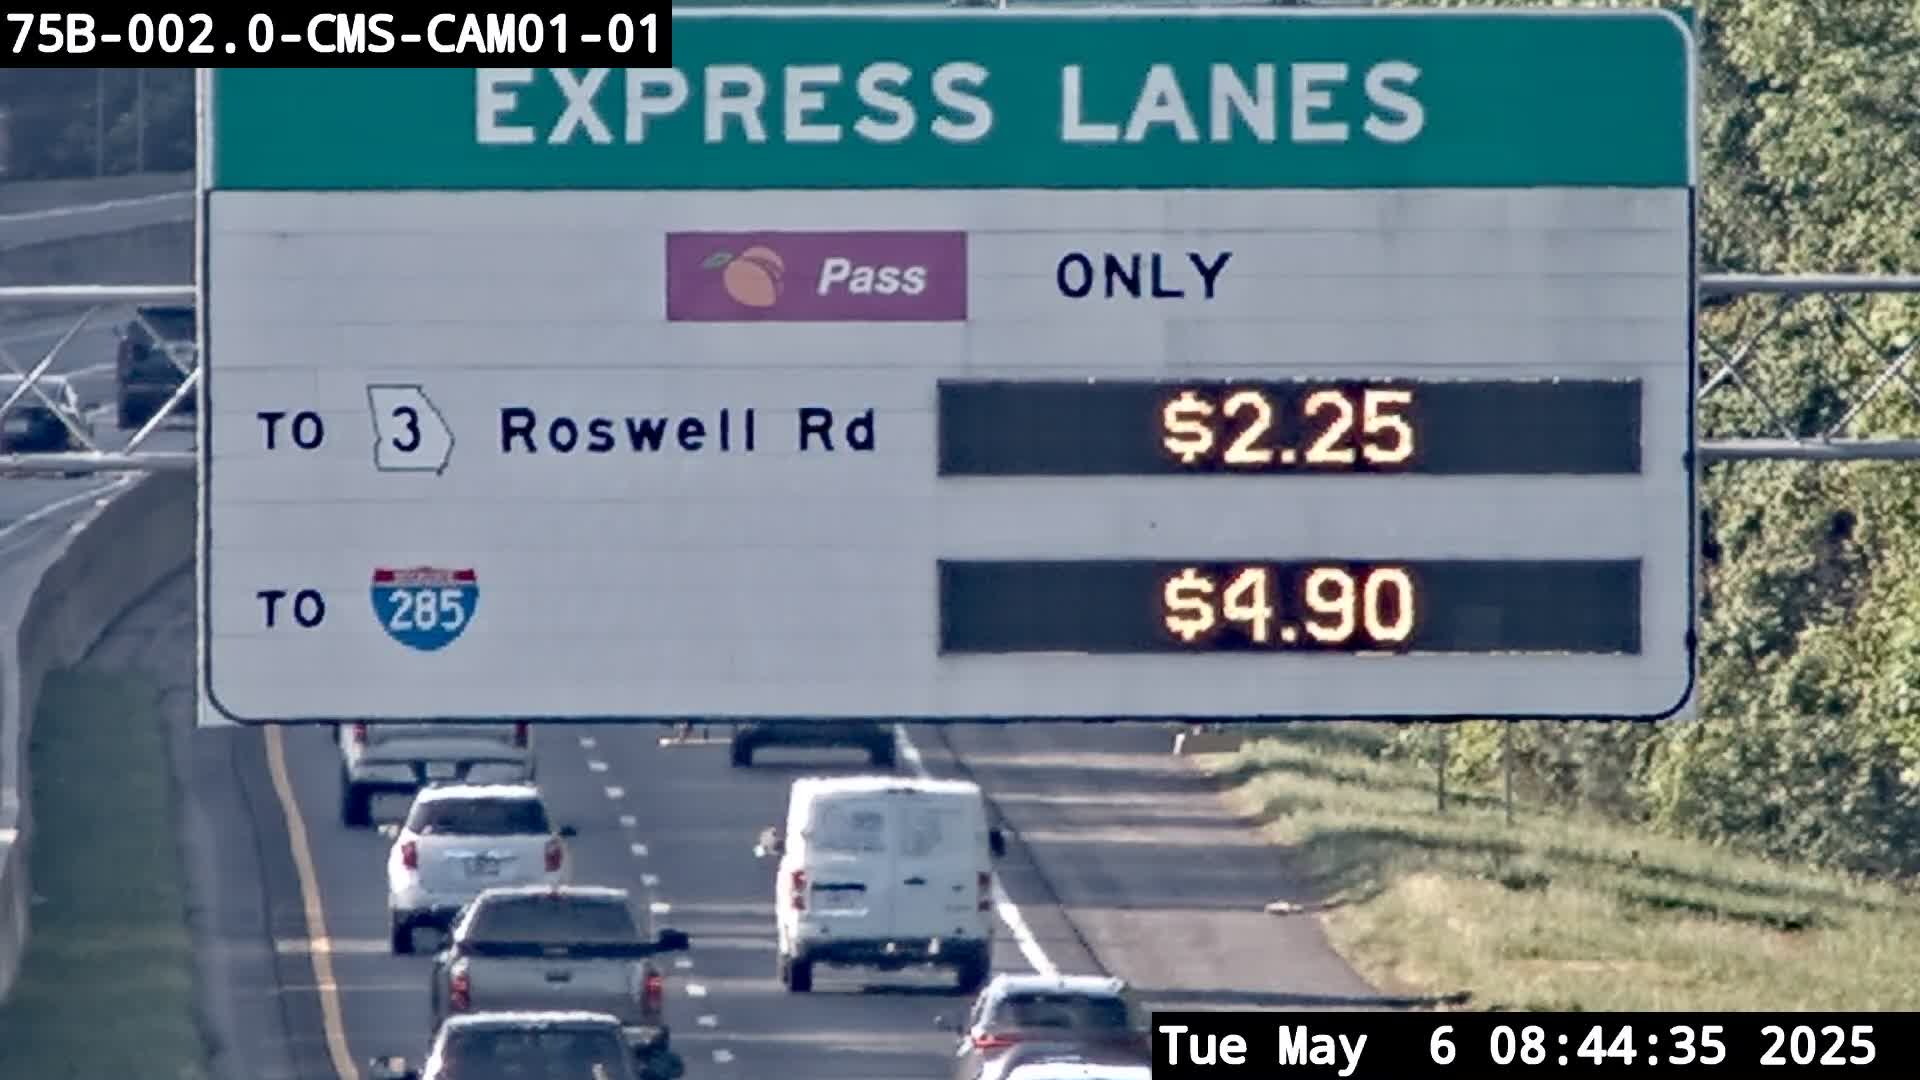 75B-002.0-CMS-CAM01-01
EXPRESS LANES
Pass ONLY
TO 3 Roswell Rd $2.25
TO 285 $4.90
Tue May 6 08:44:35 2025